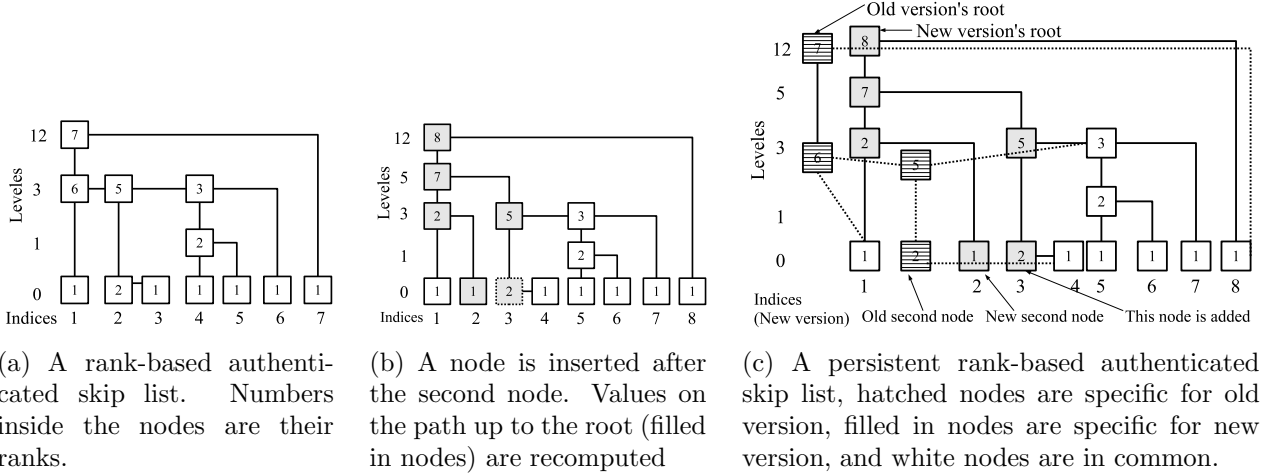 12 7
3 6 5 3
1 2
0 1 2 1 1 1 1 1
Leveles
Indices 1 2 3 4 5 6 7
12 8
5 7
3 2 5 3
1 2
0 1 1 2 1 1 1 1 1
Leveles
Indices 1 2 3 4 5 6 7 8
Old version's root
New version's root
12 7 8
5 7
3 6 2 5 5 3
1 2
0 1 2 1 2 1 1 1 1 1
Leveles
1 2 3 4 5 6 7 8
Indices
(New version)
Old second node
New second node
This node is added
(a) A rank-based authenti-
cated skip list. Numbers
inside the nodes are their
ranks.
(b) A node is inserted after
the second node. Values on
the path up to the root (filled
in nodes) are recomputed
(c) A persistent rank-based authenticated
skip list, hatched nodes are specific for old
version, filled in nodes are specific for new
version, and white nodes are in common.